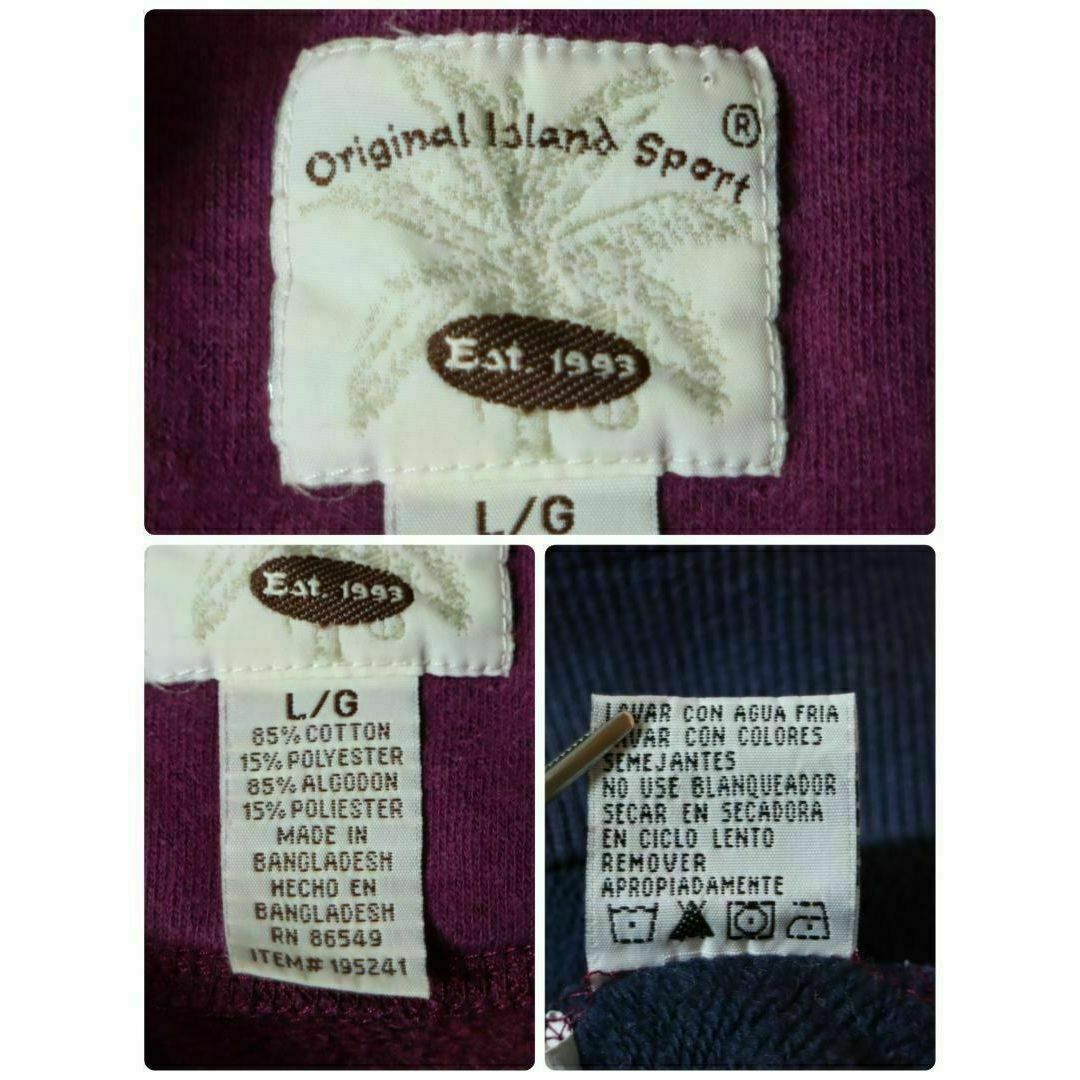 Original Island Sport ®
Est. 1993
L/G
Est. 1993
L/G
85% COTTON
15% POLYESTER
85% ALGODON
15% POLIESTER
MADE IN
BANGLADESH
HECHO EN
BANGLADESH
RN 86549
ITEM# 195241
LAVAR CON AGUA FRIA
LAVAR CON COLORES
SEMEJANTES
NO USE BLANQUEADOR
SECAR EN SECADORA
EN CICLO LENTO
REMOVER
APROPIADAMENTE